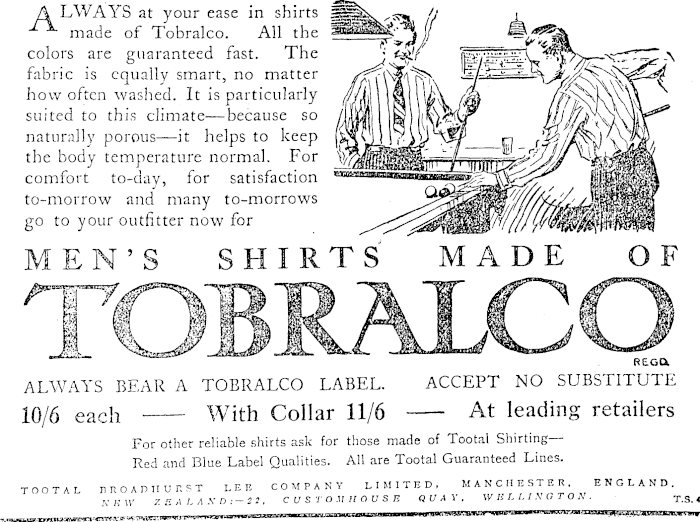 ALWAYS at your ease in shirts
made of Tobralco. All the
colors are guaranteed fast. The
fabric is equally smart, no matter
how often washed. It is particularly
suited to this climate—because so
naturally porous—it helps to keep
the body temperature normal. For
comfort to-day, for satisfaction
to-morrow and many to-morrows
go to your outfitter now for
MEN'S SHIRTS MADE OF
TOBRALCO
REGD.
ALWAYS BEAR A TOBRALCO LABEL. ACCEPT NO SUBSTITUTE
10/6 each — With Collar 11/6 — At leading retailers
For other reliable shirts ask for those made of Tootal Shirting—
Red and Blue Label Qualities. All are Tootal Guaranteed Lines.
TOOTAL BROADHURST LEE COMPANY LIMITED, MANCHESTER, ENGLAND.
NEW ZEALAND:—22, CUSTOMHOUSE QUAY, WELLINGTON.
T.S.